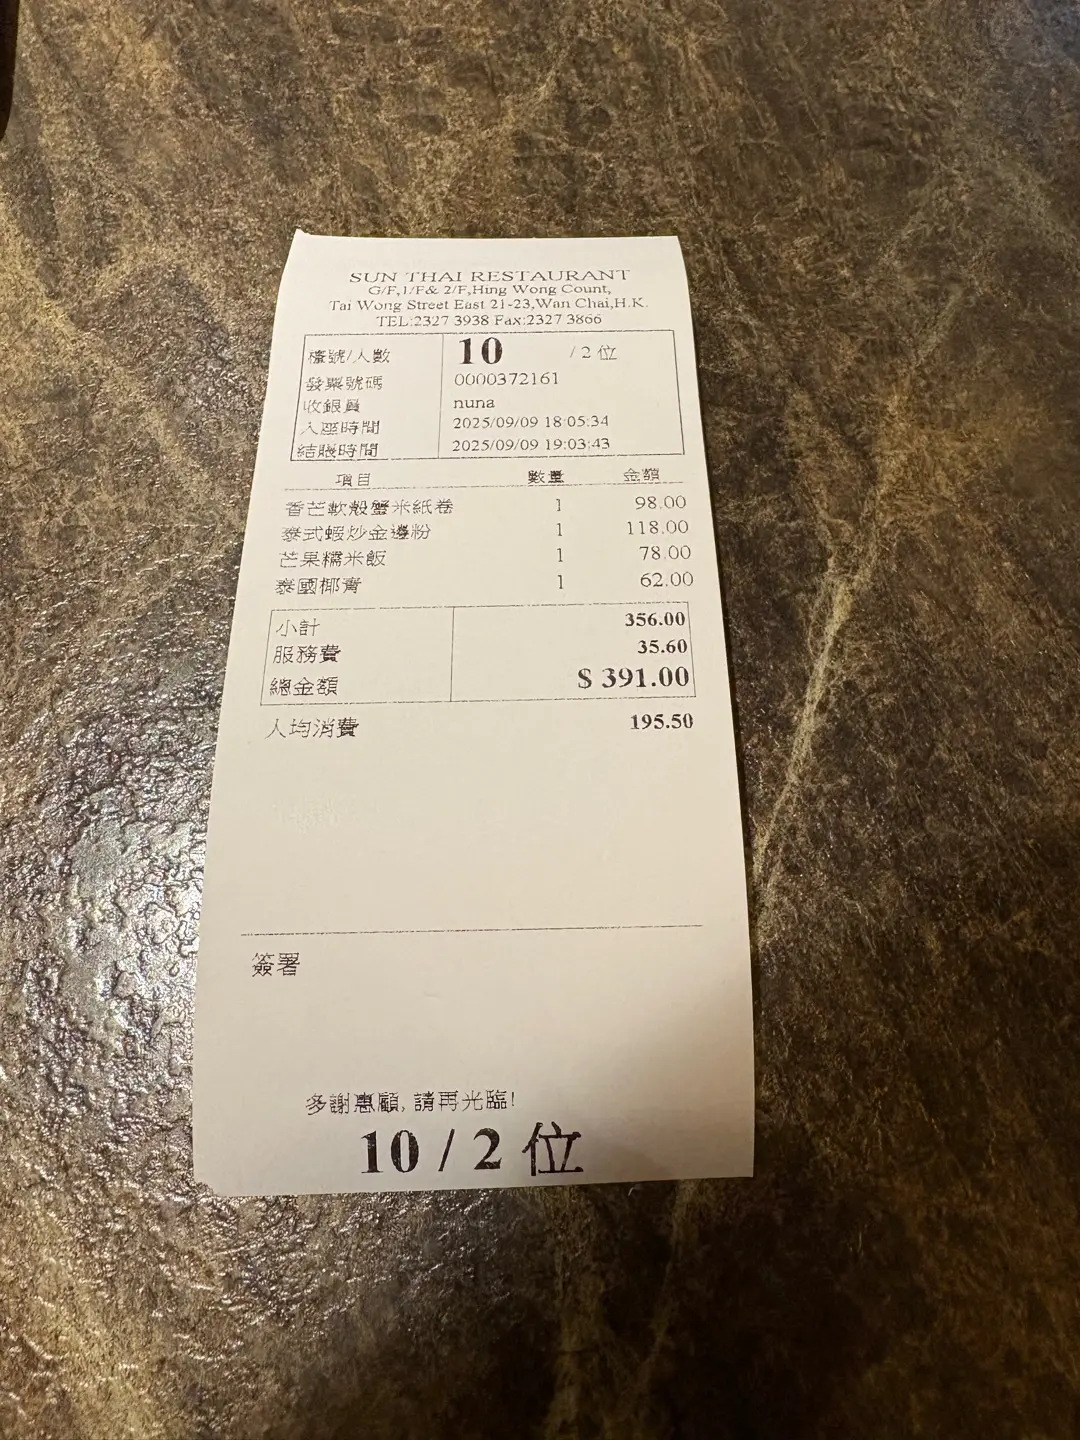 SUN THAI RESTAURANT
G/F,1/F& 2/F,Hing Wong Count,
Tai Wong Street East 21-23,Wan Chai,H.K.
TEL:2327 3938 Fax:2327 3866
檯號/人數 10 / 2 位
發票號碼 0000372161
收銀員 nuna
入座時間 2025/09/09 18:05:34
結賬時間 2025/09/09 19:03:43
項目 數量 金額
香芒軟殼蟹米紙卷 1 98.00
泰式蝦炒金邊粉 1 118.00
芒果糯米飯 1 78.00
泰國椰青 1 62.00
小計 356.00
服務費 35.60
總金額 $ 391.00
人均消費 195.50
簽署
多謝惠顧, 請再光臨!
10 / 2 位